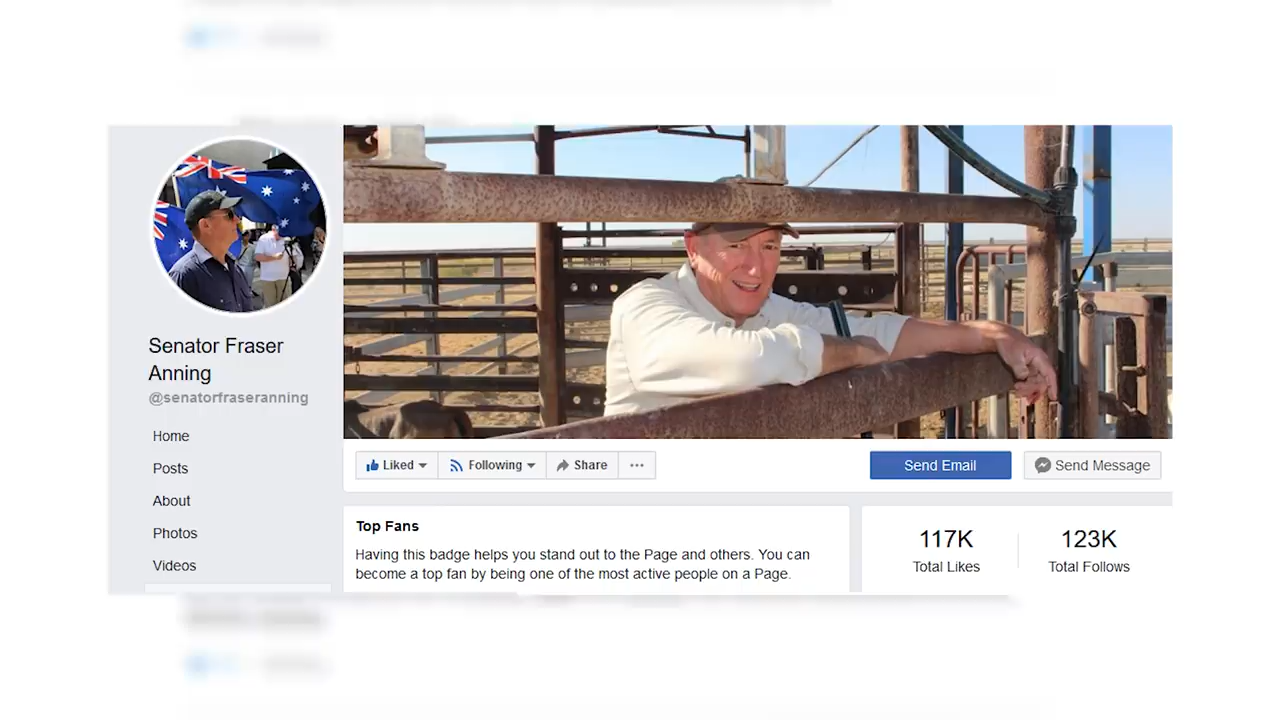 Senator Fraser
Anning
@senatorfraseranning
Home
Posts
About
Photos
Videos
Liked
Following
Share
Send Email
Send Message
Top Fans
Having this badge helps you stand out to the Page and others. You can
become a top fan by being one of the most active people on a Page.
117K
Total Likes
123K
Total Follows